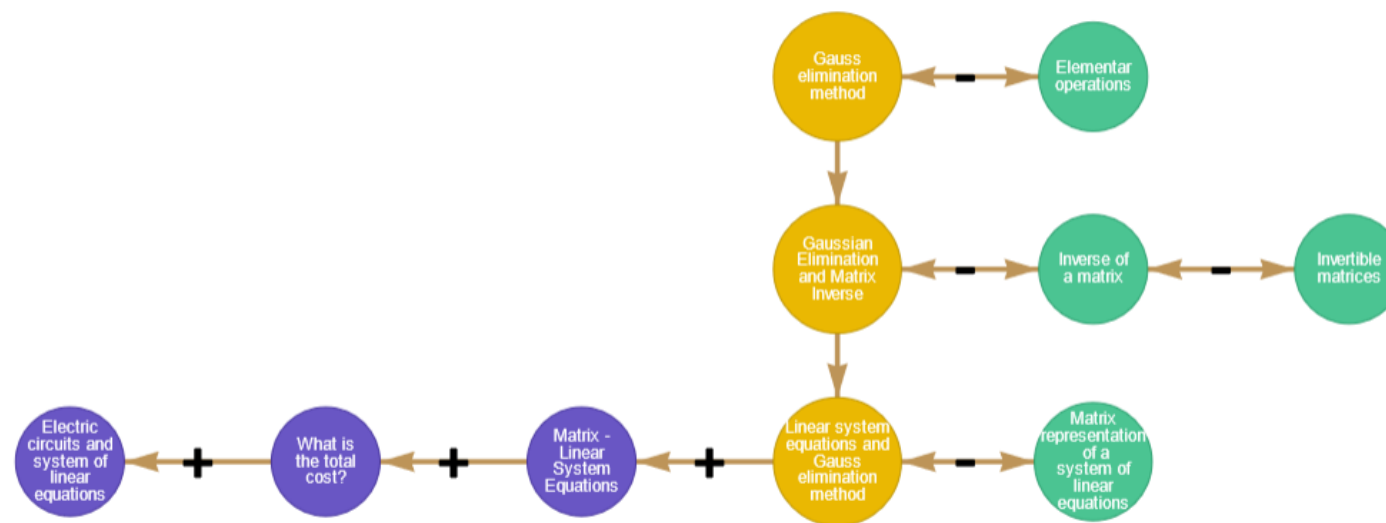 Gauss
elimination
method
Elementar
operations
Gaussian
Elimination
and Matrix
Inverse
Inverse of
a matrix
Invertible
matrices
Electric
circuits and
system of
linear
equations
What is
the total
cost?
Matrix -
Linear
System
Equations
Linear system
equations and
Gauss
elimination
method
Matrix
representation
of a
system of
linear
equations